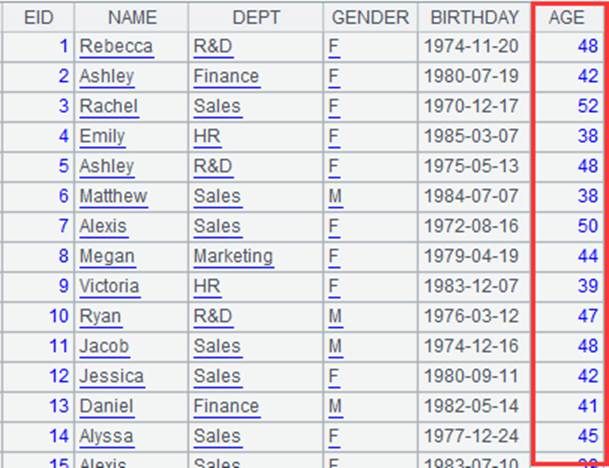 EID NAME DEPT GENDER BIRTHDAY AGE
1 Rebecca R&D F 1974-11-20 48
2 Ashley Finance F 1980-07-19 42
3 Rachel Sales F 1970-12-17 52
4 Emily HR F 1985-03-07 38
5 Ashley R&D F 1975-05-13 48
6 Matthew Sales M 1984-07-07 38
7 Alexis Sales F 1972-08-16 50
8 Megan Marketing F 1979-04-19 44
9 Victoria HR F 1983-12-07 39
10 Ryan R&D M 1976-03-12 47
11 Jacob Sales M 1974-12-16 48
12 Jessica Sales F 1980-09-11 42
13 Daniel Finance M 1982-05-14 41
14 Alyssa Sales F 1977-12-24 45
15 Alexis Sales F 1983-07-10